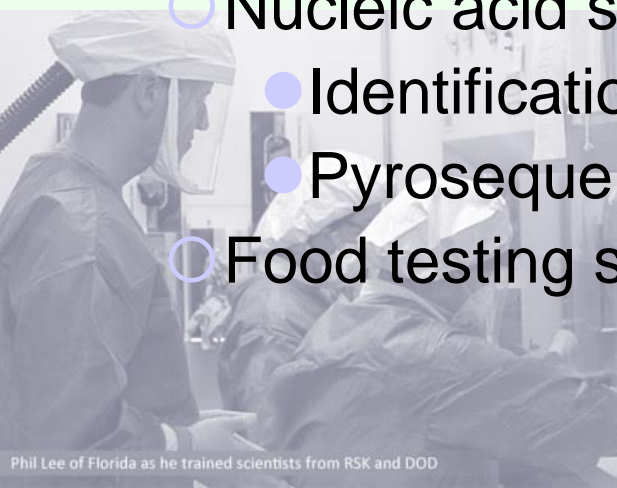 Nucleic acid s
Identificatio
Pyroseque
Food testing s
Phil Lee of Florida as he trained scientists from RSK and DOD